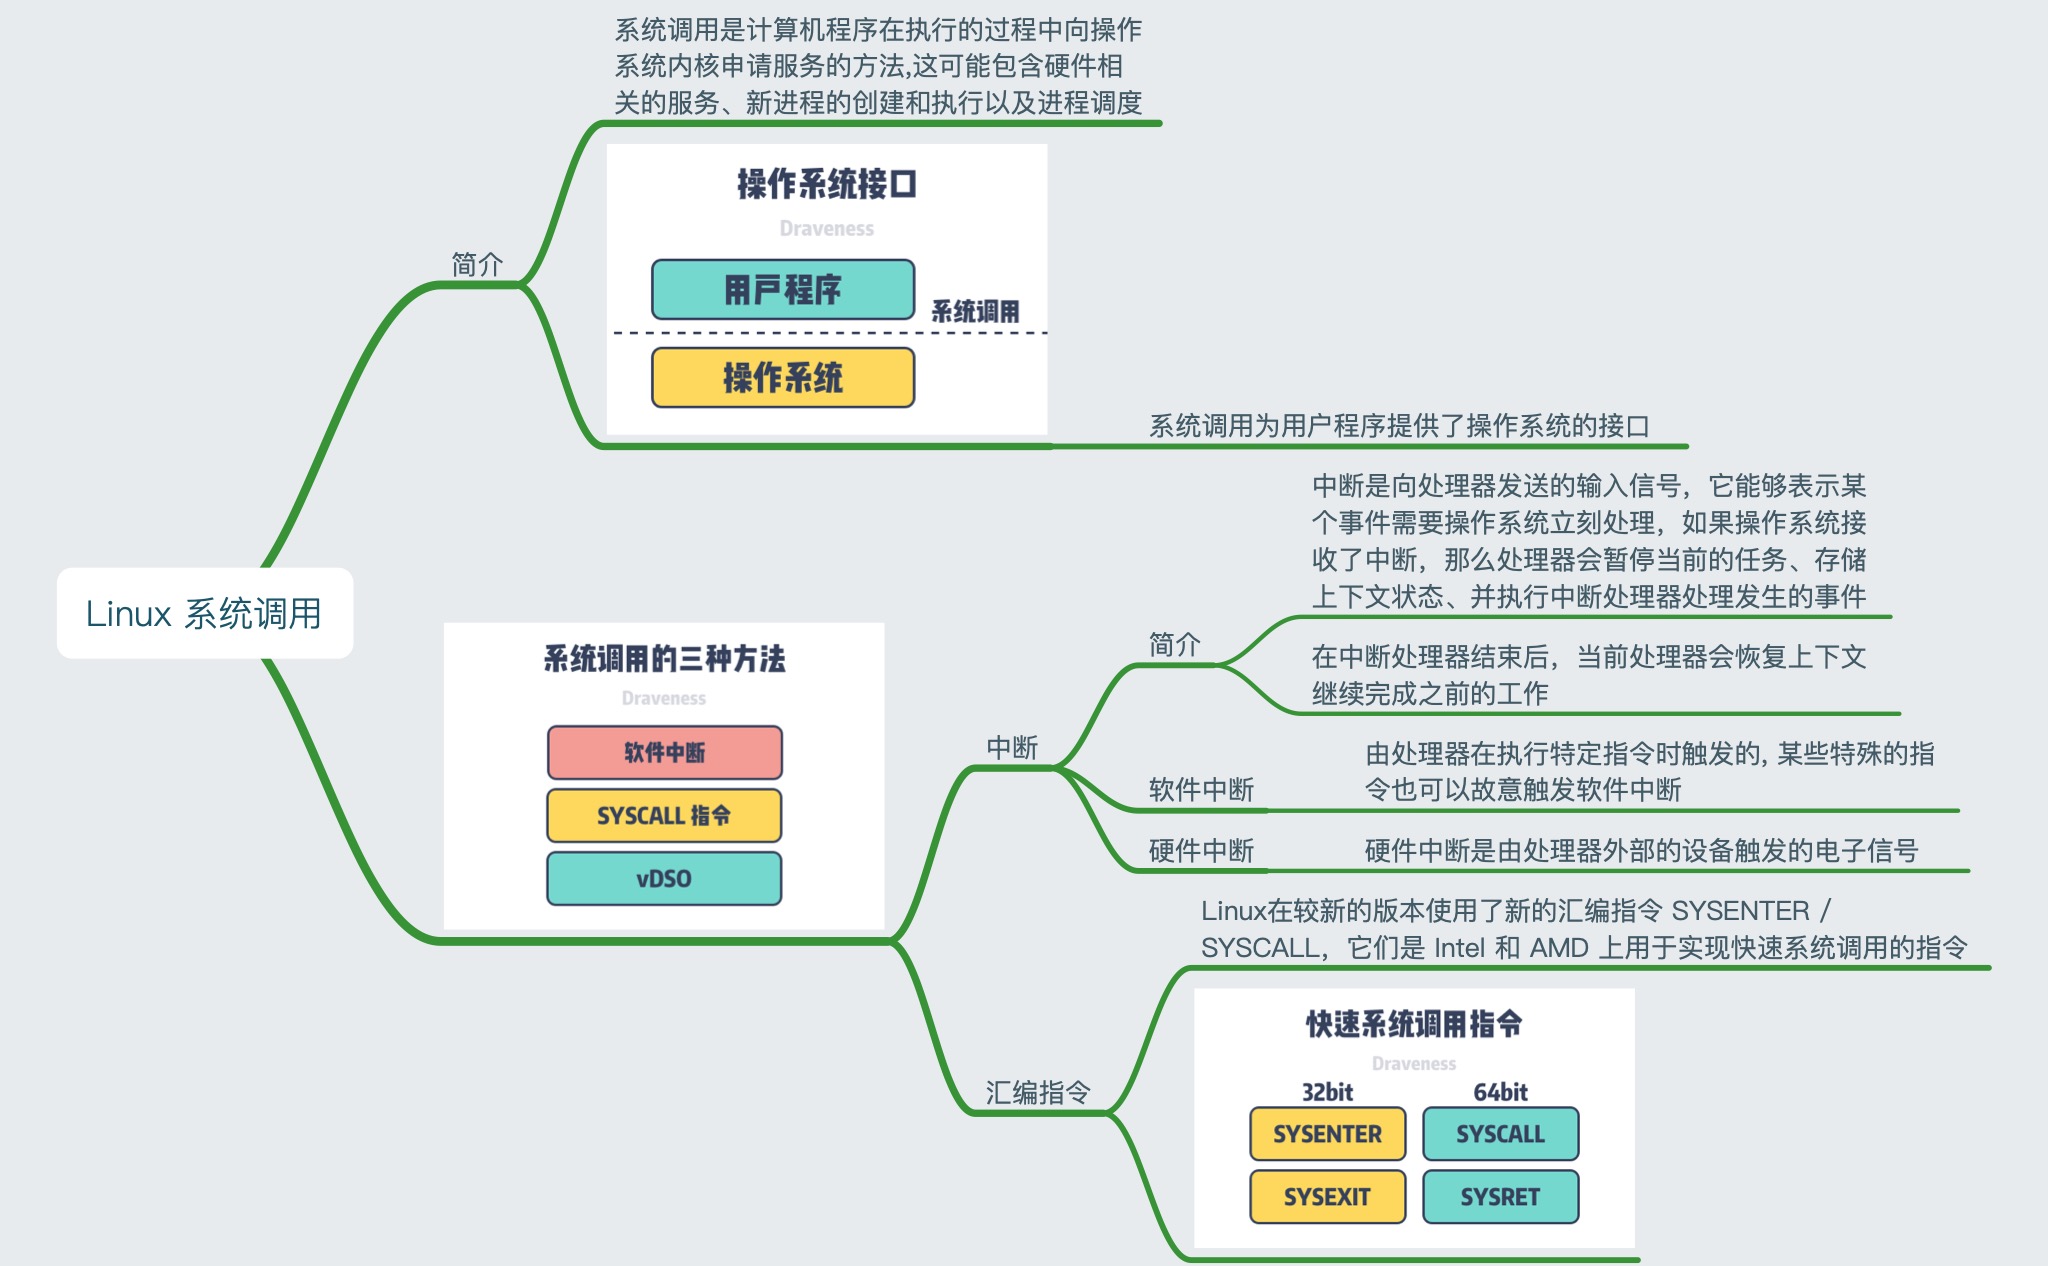 系统调用是计算机程序在执行的过程中向操作
系统内核申请服务的方法,这可能包含硬件相
关的服务、新进程的创建和执行以及进程调度
简介
操作系统接口
Draveness
用户程序
系统调用
操作系统
系统调用为用户程序提供了操作系统的接口
Linux 系统调用
系统调用的三种方法
Draveness
软件中断
SYSCALL 指令
vDSO
中断
简介
中断是向处理器发送的输入信号，它能够表示某
个事件需要操作系统立刻处理，如果操作系统接
收了中断，那么处理器会暂停当前的任务、存储
上下文状态、并执行中断处理器处理发生的事件
在中断处理器结束后，当前处理器会恢复上下文
继续完成之前的工作
软件中断
由处理器在执行特定指令时触发的, 某些特殊的指
令也可以故意触发软件中断
硬件中断
硬件中断是由处理器外部的设备触发的电子信号
汇编指令
Linux在较新的版本使用了新的汇编指令 SYSENTER /
SYSCALL，它们是 Intel 和 AMD 上用于实现快速系统调用的指令
快速系统调用指令
Draveness
32bit 64bit
SYSENTER SYSCALL
SYSEXIT SYSRET